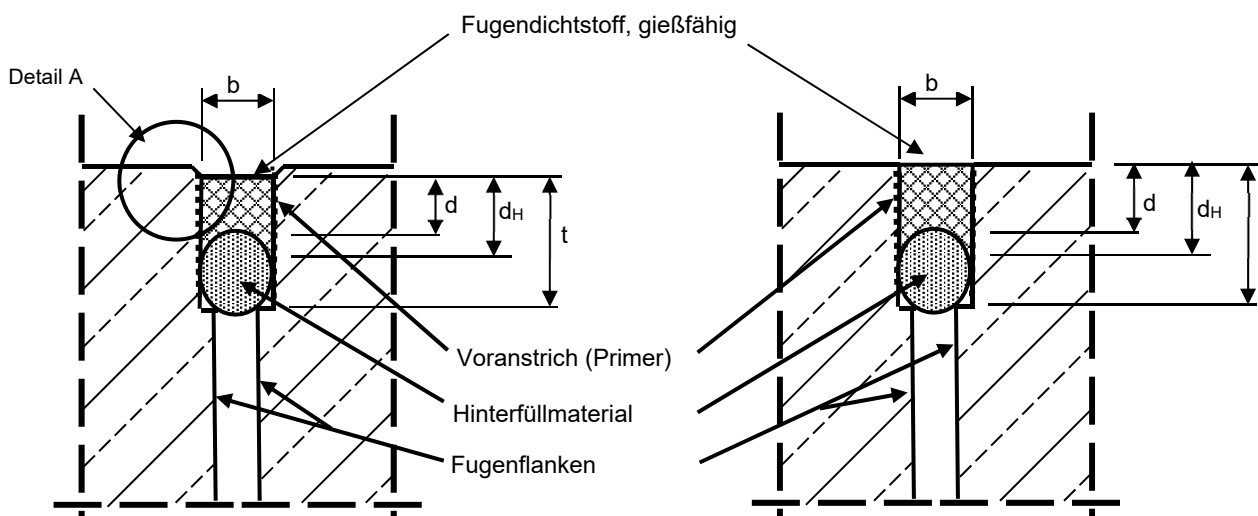 Fugendichtstoff, gießfähig
Detail A
b
b
d
dH
t
d
dH
Voranstrich (Primer)
Hinterfüllmaterial
Fugenflanken